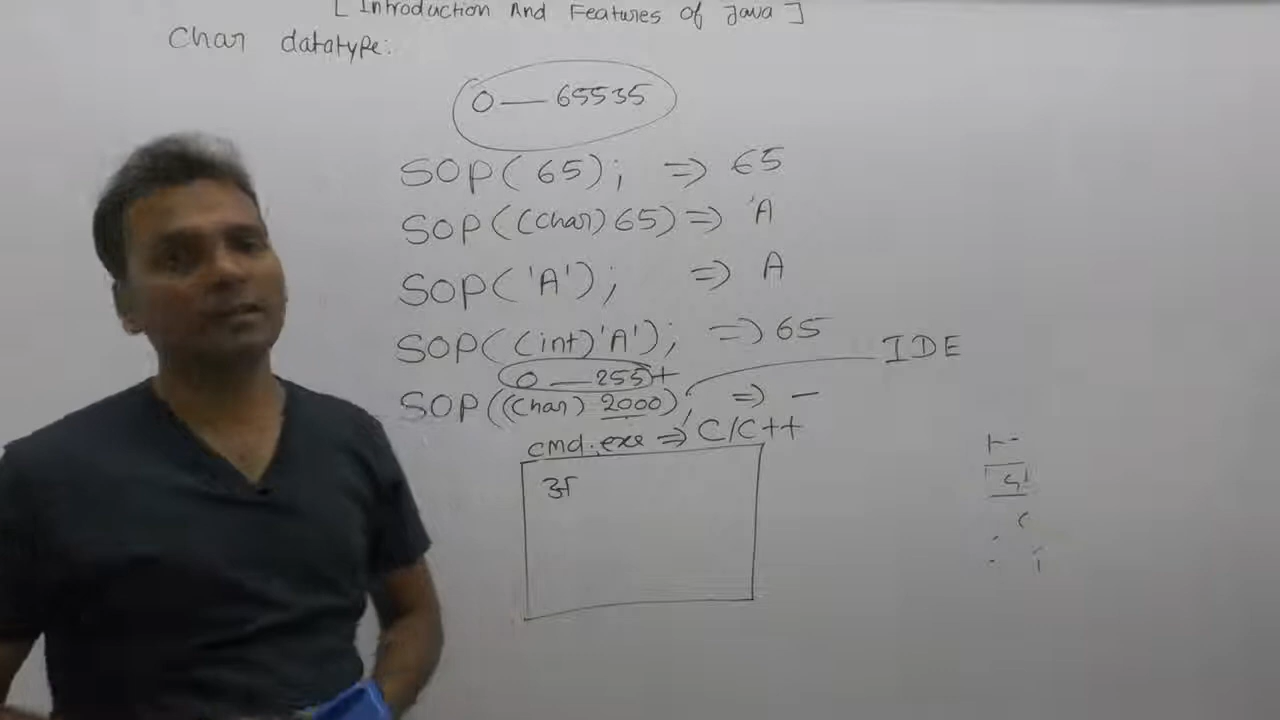 [ Introduction And Features Of Java ]
Char datatype:
0 — 65535
SOP( 65) ; => 65
SOP((char) 65) => 'A
SOP('A') ; => A
SOP((int)'A') ; => 65
IDE
0 — 255+
SOP((char) 2000) ; => —
cmd.exe => C/C++
अ